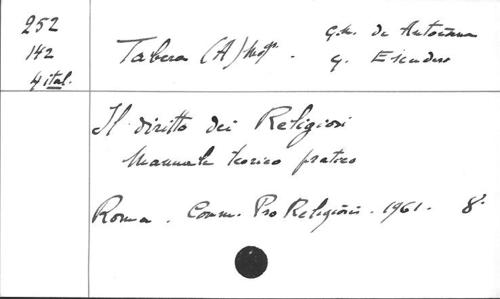 252
142
4 ital.
Tabera (A) Mgr. G.M. de Antoñana
G. Escudero
Il diritto dei Religiosi
Manuale teorico pratico
Roma. Comm. Pro Religiosis. 1961. 8°